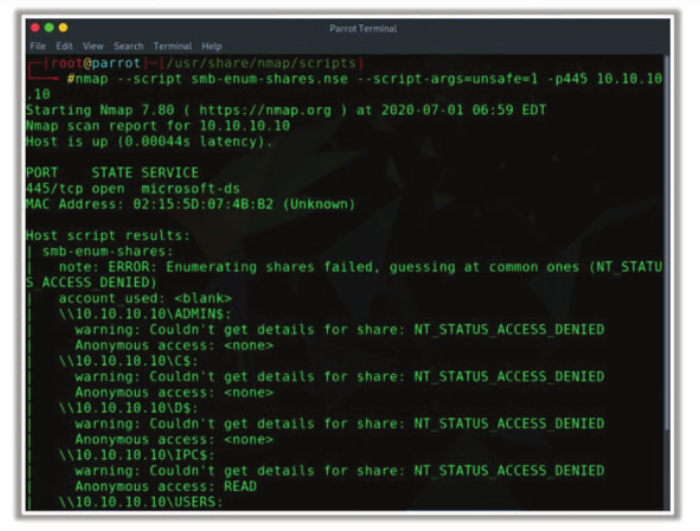 Parrot Terminal
File Edit View Search Terminal Help
[root@parrot]-[/usr/share/nmap/scripts]
#nmap --script smb-enum-shares.nse --script-args=unsafe=1 -p445 10.10.10
.10
Starting Nmap 7.80 ( https://nmap.org ) at 2020-07-01 06:59 EDT
Nmap scan report for 10.10.10.10
Host is up (0.00044s latency).
PORT    STATE SERVICE
445/tcp open  microsoft-ds
MAC Address: 02:15:5D:07:4B:B2 (Unknown)
Host script results:
| smb-enum-shares:
|   note: ERROR: Enumerating shares failed, guessing at common ones (NT_STATU
S_ACCESS_DENIED)
|   account_used: <blank>
|   \\10.10.10.10\ADMIN$:
|     warning: Couldn't get details for share: NT_STATUS_ACCESS_DENIED
|     Anonymous access: <none>
|   \\10.10.10.10\C$:
|     warning: Couldn't get details for share: NT_STATUS_ACCESS_DENIED
|     Anonymous access: <none>
|   \\10.10.10.10\D$:
|     warning: Couldn't get details for share: NT_STATUS_ACCESS_DENIED
|     Anonymous access: <none>
|   \\10.10.10.10\IPC$:
|     warning: Couldn't get details for share: NT_STATUS_ACCESS_DENIED
|     Anonymous access: READ
|   \\10.10.10.10\USERS: